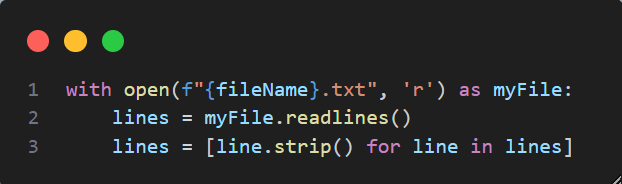 1 with open(f"{fileName}.txt", 'r') as myFile:
2     lines = myFile.readlines()
3     lines = [line.strip() for line in lines]